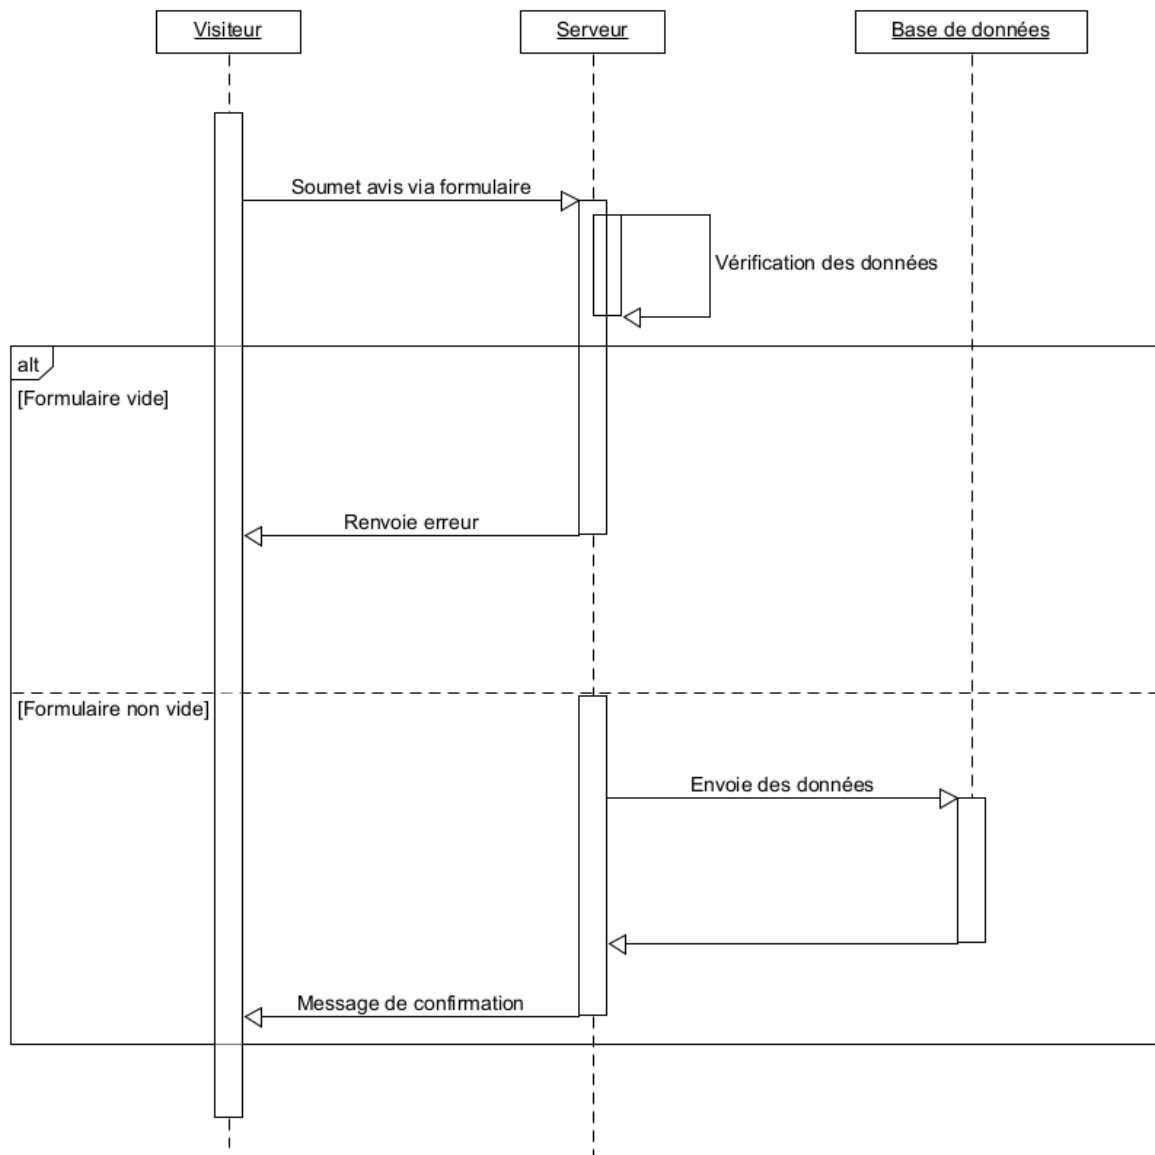 Visiteur
Serveur
Base de données
Soumet avis via formulaire
Vérification des données
alt
[Formulaire vide]
Renvoie erreur
[Formulaire non vide]
Envoie des données
Message de confirmation